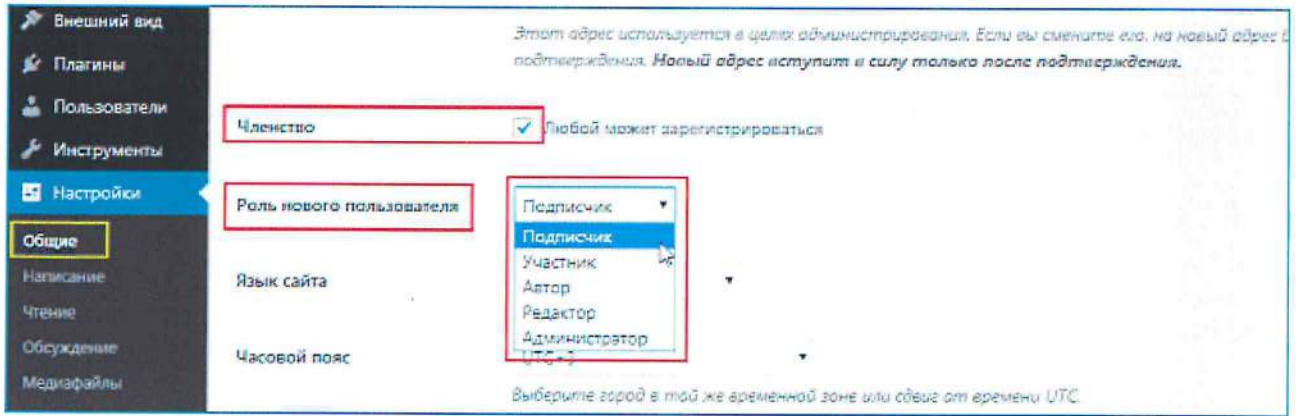 Внешний вид
Плагины
Пользователи
Инструменты
Настройки
Общие
Написание
Чтение
Обсуждение
Медиафайлы
Этот адрес используется в целях администрирования. Если вы смените его, на новый адрес
подтверждения. Новый адрес вступит в силу только после подтверждения.
Членство
Любой может зарегистрироваться
Роль нового пользователя
Подписчик
Подписчик
Участник
Автор
Редактор
Администратор
Язык сайта
Часовой пояс
Выберите город в той же временной зоне или сдвиг от времени UTC.